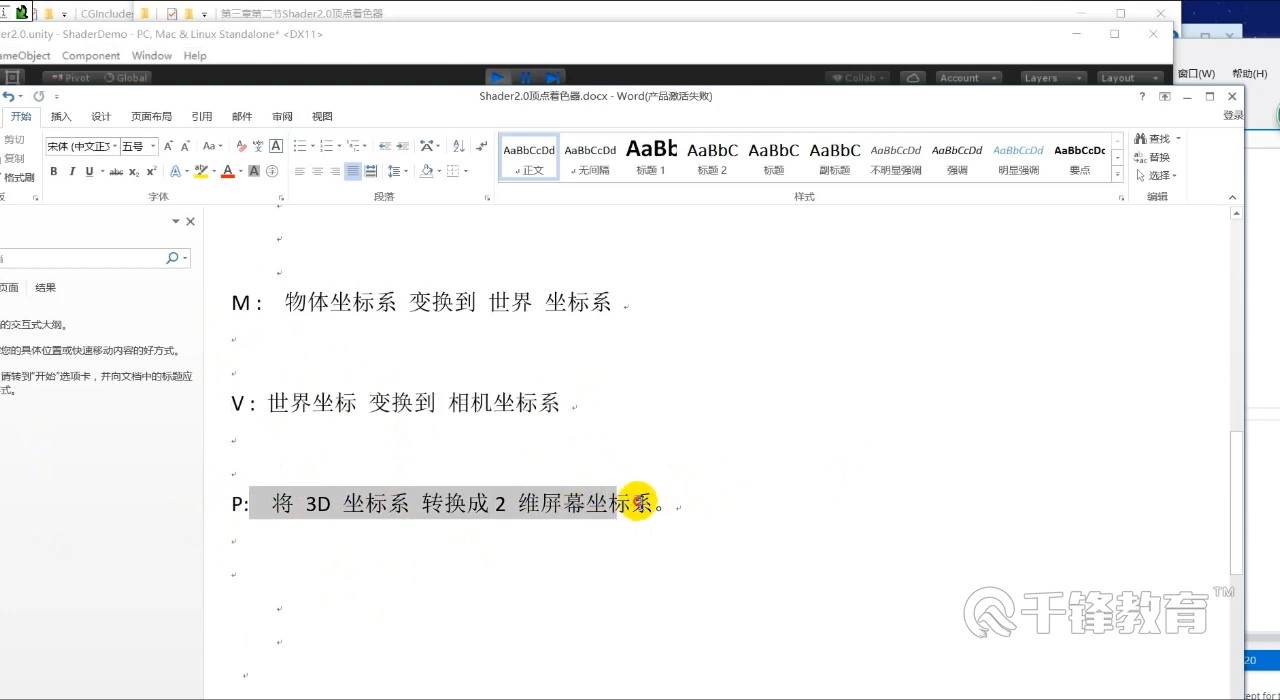 CGIncludes
第三章第二节Shader2.0顶点着色器
er2.0.unity - ShaderDemo - PC, Mac & Linux Standalone* <DX11>
ameObject Component Window Help
Pivot Global Collab Account Layers Layout
窗口(W) 帮助(H)
Shader2.0顶点着色器.docx - Word(产品激活失败)
登录
开始 插入 设计 页面布局 引用 邮件 审阅 视图
剪切
复制
格式刷
宋体 (中文正 五号
字体
段落
AaBbCcDd AaBbCcDd AaBb AaBbC AaBbC AaBbC AaBbCcDd AaBbCcDd AaBbCcDd AaBbCcDc
正文 无间隔 标题 1 标题 2 标题 副标题 不明显强调 强调 明显强调 要点
样式
查找
替换
选择
编辑
页面 结果
的交互式大纲。
您的具体位置或快速移动内容的好方式。
请转到"开始"选项卡，并向文档中的标题应
式。
M： 物体坐标系 变换到 世界 坐标系
V：世界坐标 变换到 相机坐标系
P: 将 3D 坐标系 转换成 2 维屏幕坐标系。
千锋教育 TM
20
ept for t